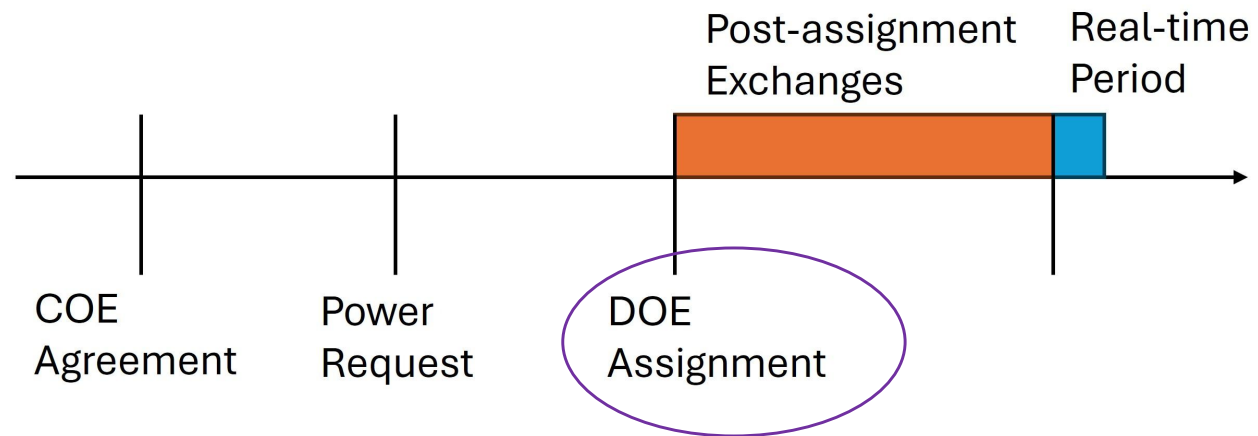 Post-assignment
Exchanges
Real-time
Period
COE
Agreement
Power
Request
DOE
Assignment